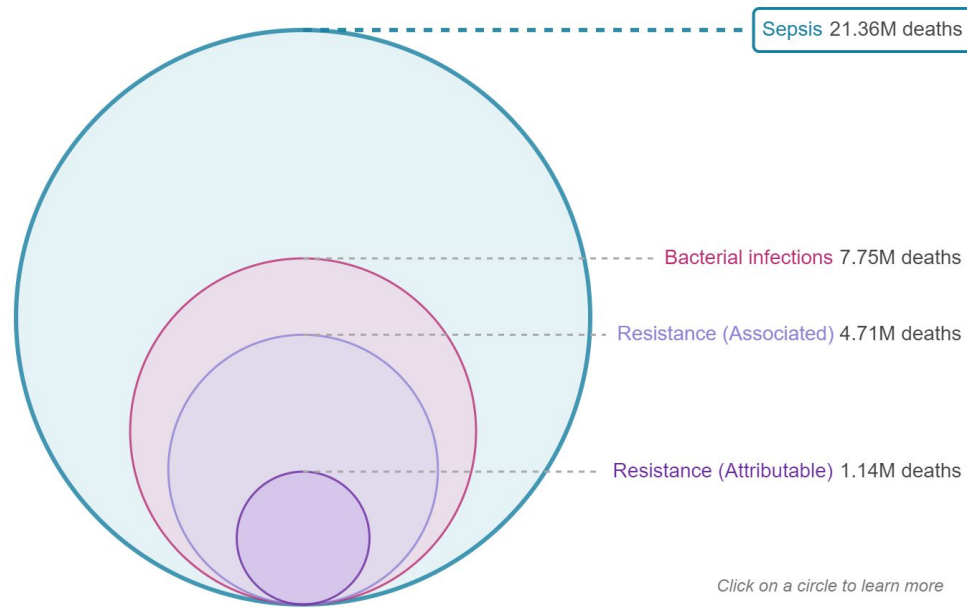 Sepsis 21.36M deaths
Bacterial infections 7.75M deaths
Resistance (Associated) 4.71M deaths
Resistance (Attributable) 1.14M deaths
Click on a circle to learn more